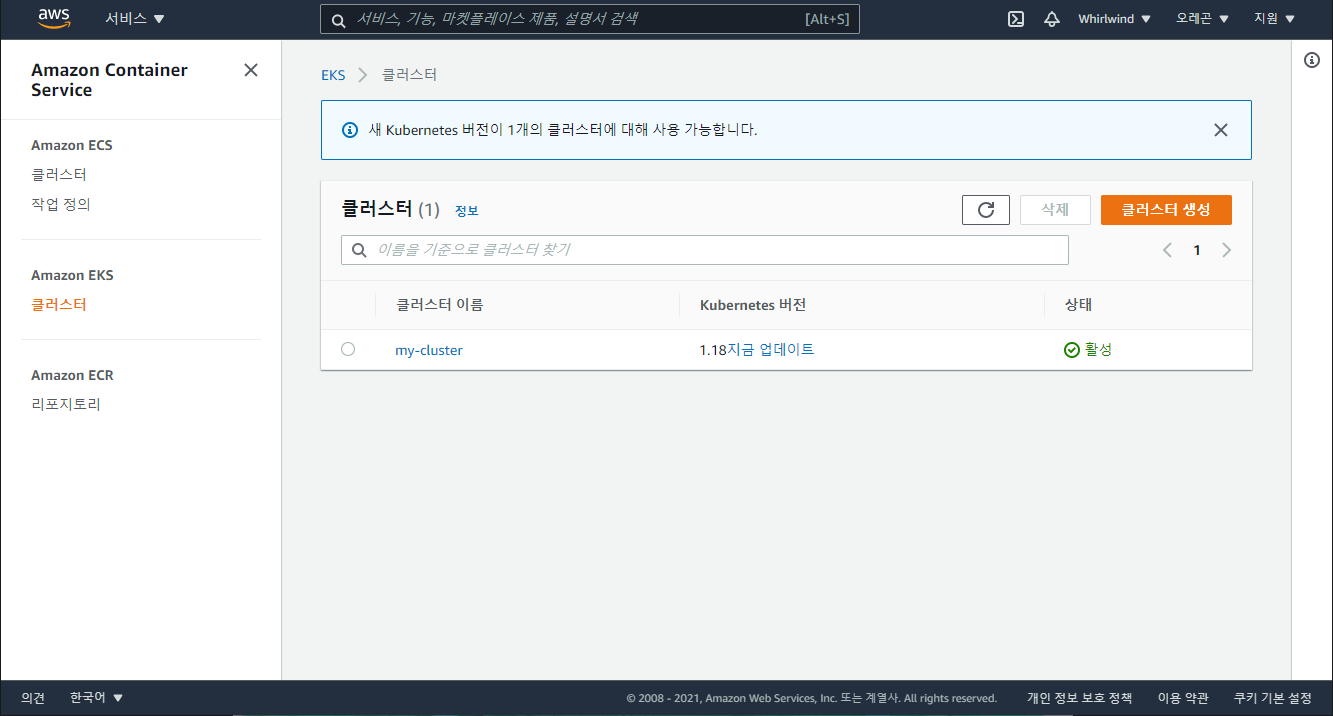 aws 서비스 ▼ 서비스, 기능, 마켓플레이스 제품, 설명서 검색 [Alt+S] Whirlwind ▼ 오레곤 ▼ 지원 ▼
Amazon Container
Service
Amazon ECS
클러스터
작업 정의
Amazon EKS
클러스터
Amazon ECR
리포지토리
EKS > 클러스터
새 Kubernetes 버전이 1개의 클러스터에 대해 사용 가능합니다.
클러스터 (1) 정보 삭제 클러스터 생성
이름을 기준으로 클러스터 찾기 < 1 >
클러스터 이름 Kubernetes 버전 상태
my-cluster 1.18지금 업데이트 활성
의견 한국어 ▼ © 2008 - 2021, Amazon Web Services, Inc. 또는 계열사. All rights reserved. 개인 정보 보호 정책 이용 약관 쿠키 기본 설정